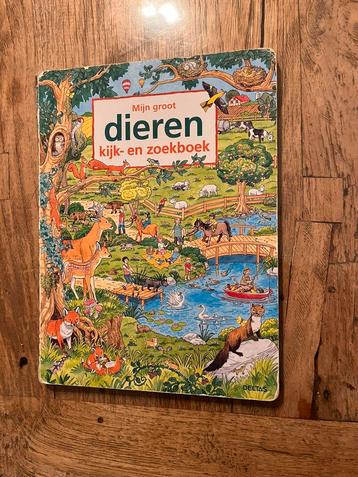 Mijn groot
dieren
kijk- en zoekboek
DELTAS